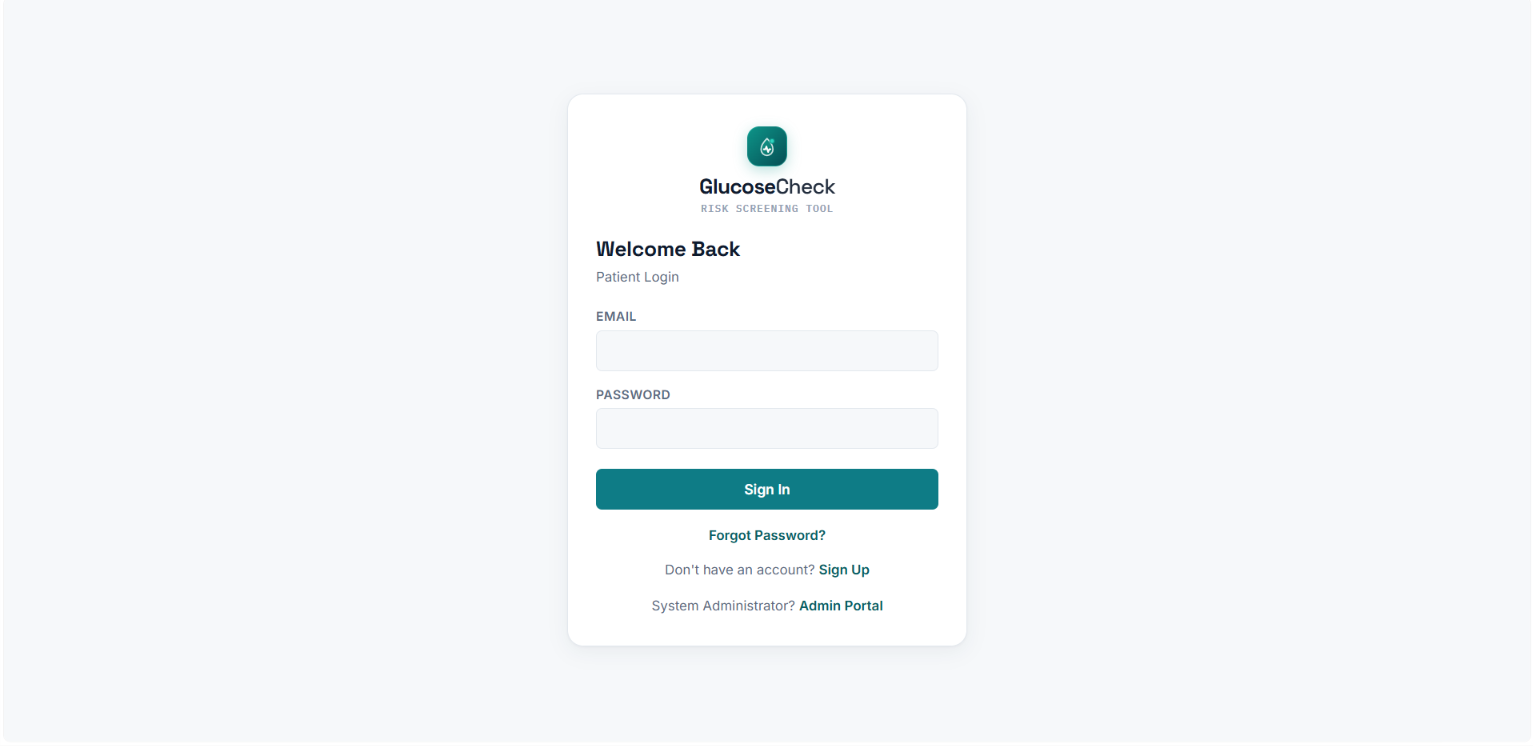 GlucoseCheck
RISK SCREENING TOOL
Welcome Back
Patient Login
EMAIL
PASSWORD
Sign In
Forgot Password?
Don't have an account? Sign Up
System Administrator? Admin Portal